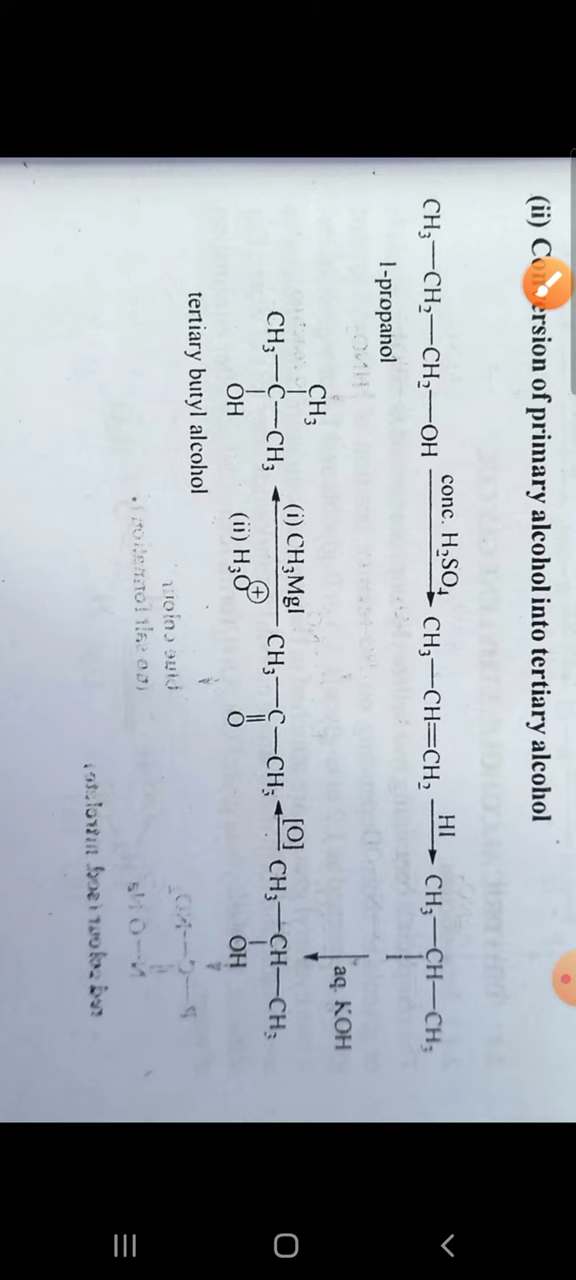 (ii) Conversion of primary alcohol into tertiary alcohol
CH₃—CH₂—CH₂—OH conc. H₂SO₄ → CH₃—CH=CH₂ HI → CH₃—CH—CH₃
1-propanol
I
aq. KOH
CH₃ (i) CH₃MgI [O]
CH₃—C—CH₃ ← CH₃—C—CH₃ ← CH₃—CH—CH₃
OH (ii) H₃O⊕ O OH
tertiary butyl alcohol